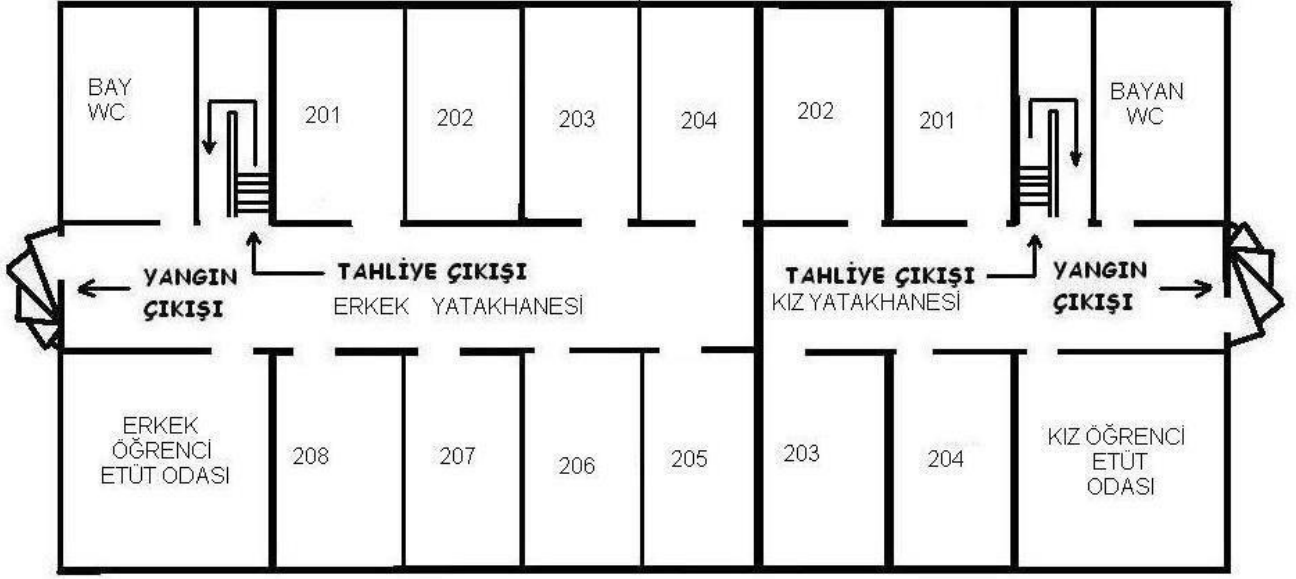 BAY
WC
201
202
203
204
202
201
BAYAN
WC
YANGIN
ÇIKIŞI
TAHLİYE ÇIKIŞI
ERKEK YATAKHANESİ
TAHLİYE ÇIKIŞI
KIZ YATAKHANESİ
YANGIN
ÇIKIŞI
ERKEK
ÖĞRENCİ
ETÜT ODASI
208
207
206
205
203
204
KIZ ÖĞRENCİ
ETÜT
ODASI